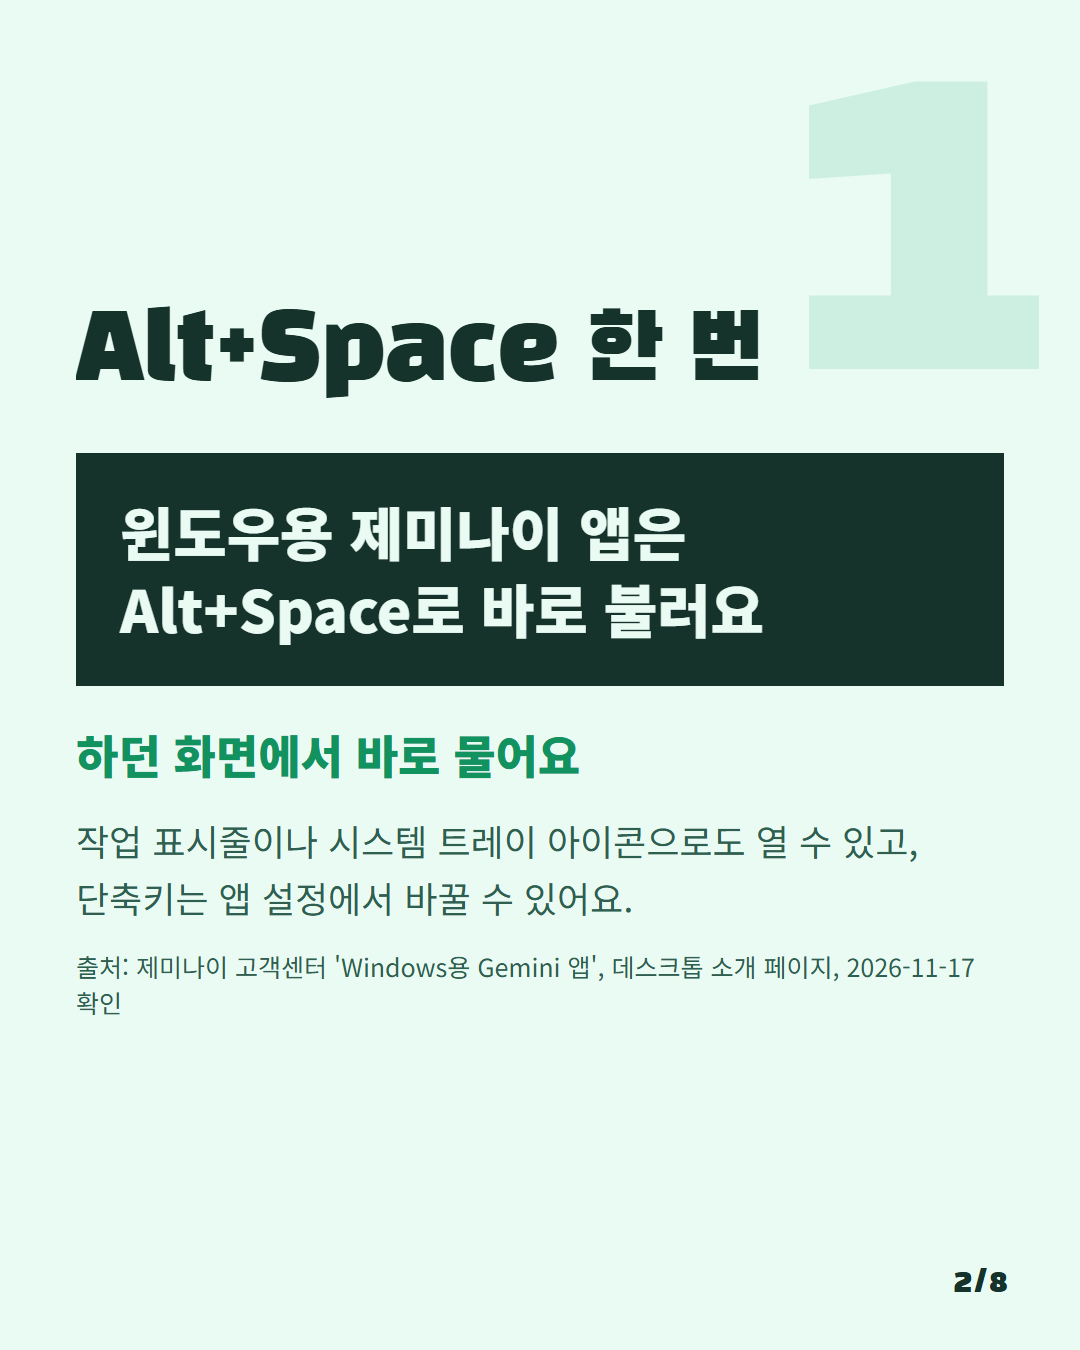 1
Alt+Space 한 번
윈도우용 제미나이 앱은
Alt+Space로 바로 불러요
하던 화면에서 바로 물어요
작업 표시줄이나 시스템 트레이 아이콘으로도 열 수 있고,
단축키는 앱 설정에서 바꿀 수 있어요.
출처: 제미나이 고객센터 'Windows용 Gemini 앱', 데스크톱 소개 페이지, 2026-11-17
확인
2/8